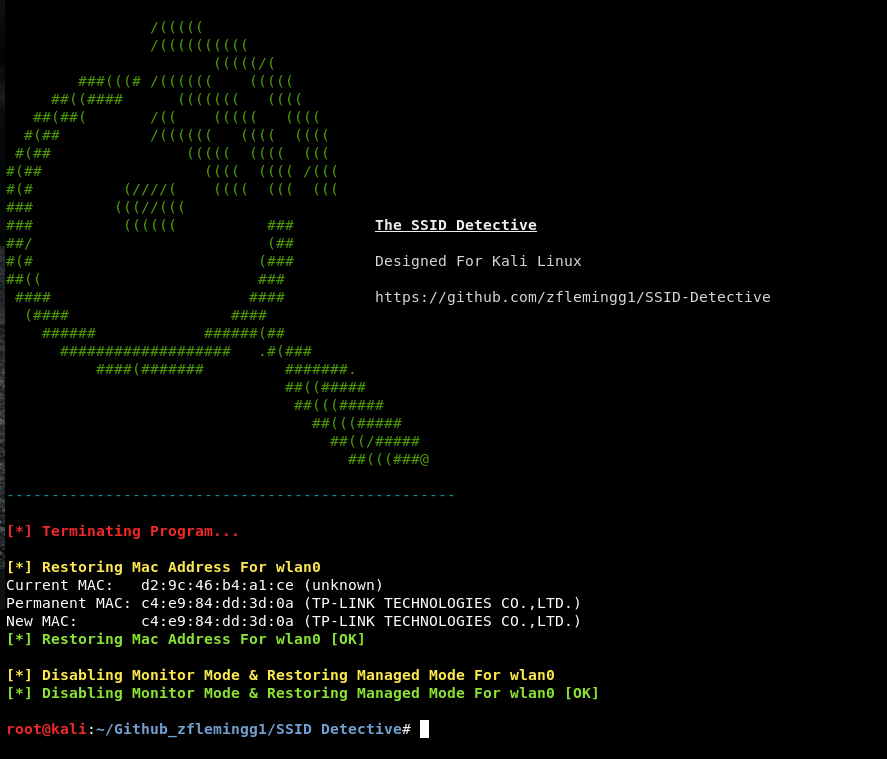 /(((((
                /((((((((((
                       (((((/(
        ###(((# /((((((    (((((
     ##((####      (((((((   ((((
   ##(##(       /((    (((((   ((((
  #(##          /((((((   ((((  ((((
 #(##               (((((  ((((  (((
#(##                  ((((  (((( /(((
#(#          (////(    ((((  (((  (((
###            (((//(((
###          ((((((          ###         The SSID Detective
##/                          (##
#(#                         (###         Designed For Kali Linux
##((                        ###
 ####                      ####          https://github.com/zflemingg1/SSID-Detective
  (####                  ####
    ######            ######(##
      ###################   .#(###
          ####(#######         #######.
                               ##((#####
                                ##(((#####
                                  ##(((#####
                                    ##((/#####
                                      ##(((###@
--------------------------------------------------
[*] Terminating Program...
[*] Restoring Mac Address For wlan0
Current MAC:   d2:9c:46:b4:a1:ce (unknown)
Permanent MAC: c4:e9:84:dd:3d:0a (TP-LINK TECHNOLOGIES CO.,LTD.)
New MAC:       c4:e9:84:dd:3d:0a (TP-LINK TECHNOLOGIES CO.,LTD.)
[*] Restoring Mac Address For wlan0 [OK]
[*] Disabling Monitor Mode & Restoring Managed Mode For wlan0
[*] Disabling Monitor Mode & Restoring Managed Mode For wlan0 [OK]
root@kali:~/Github_zflemingg1/SSID Detective#